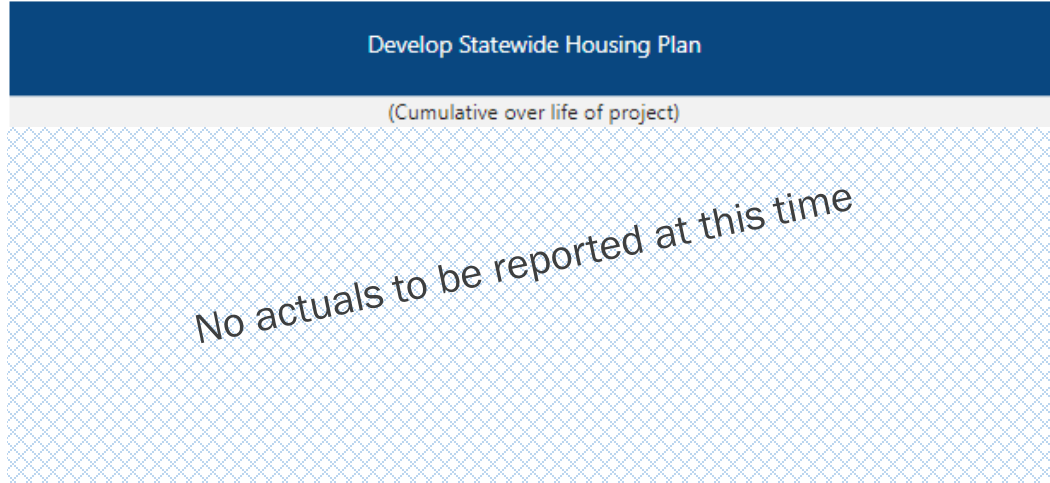 Develop Statewide Housing Plan
(Cumulative over life of project)
No actuals to be reported at this time